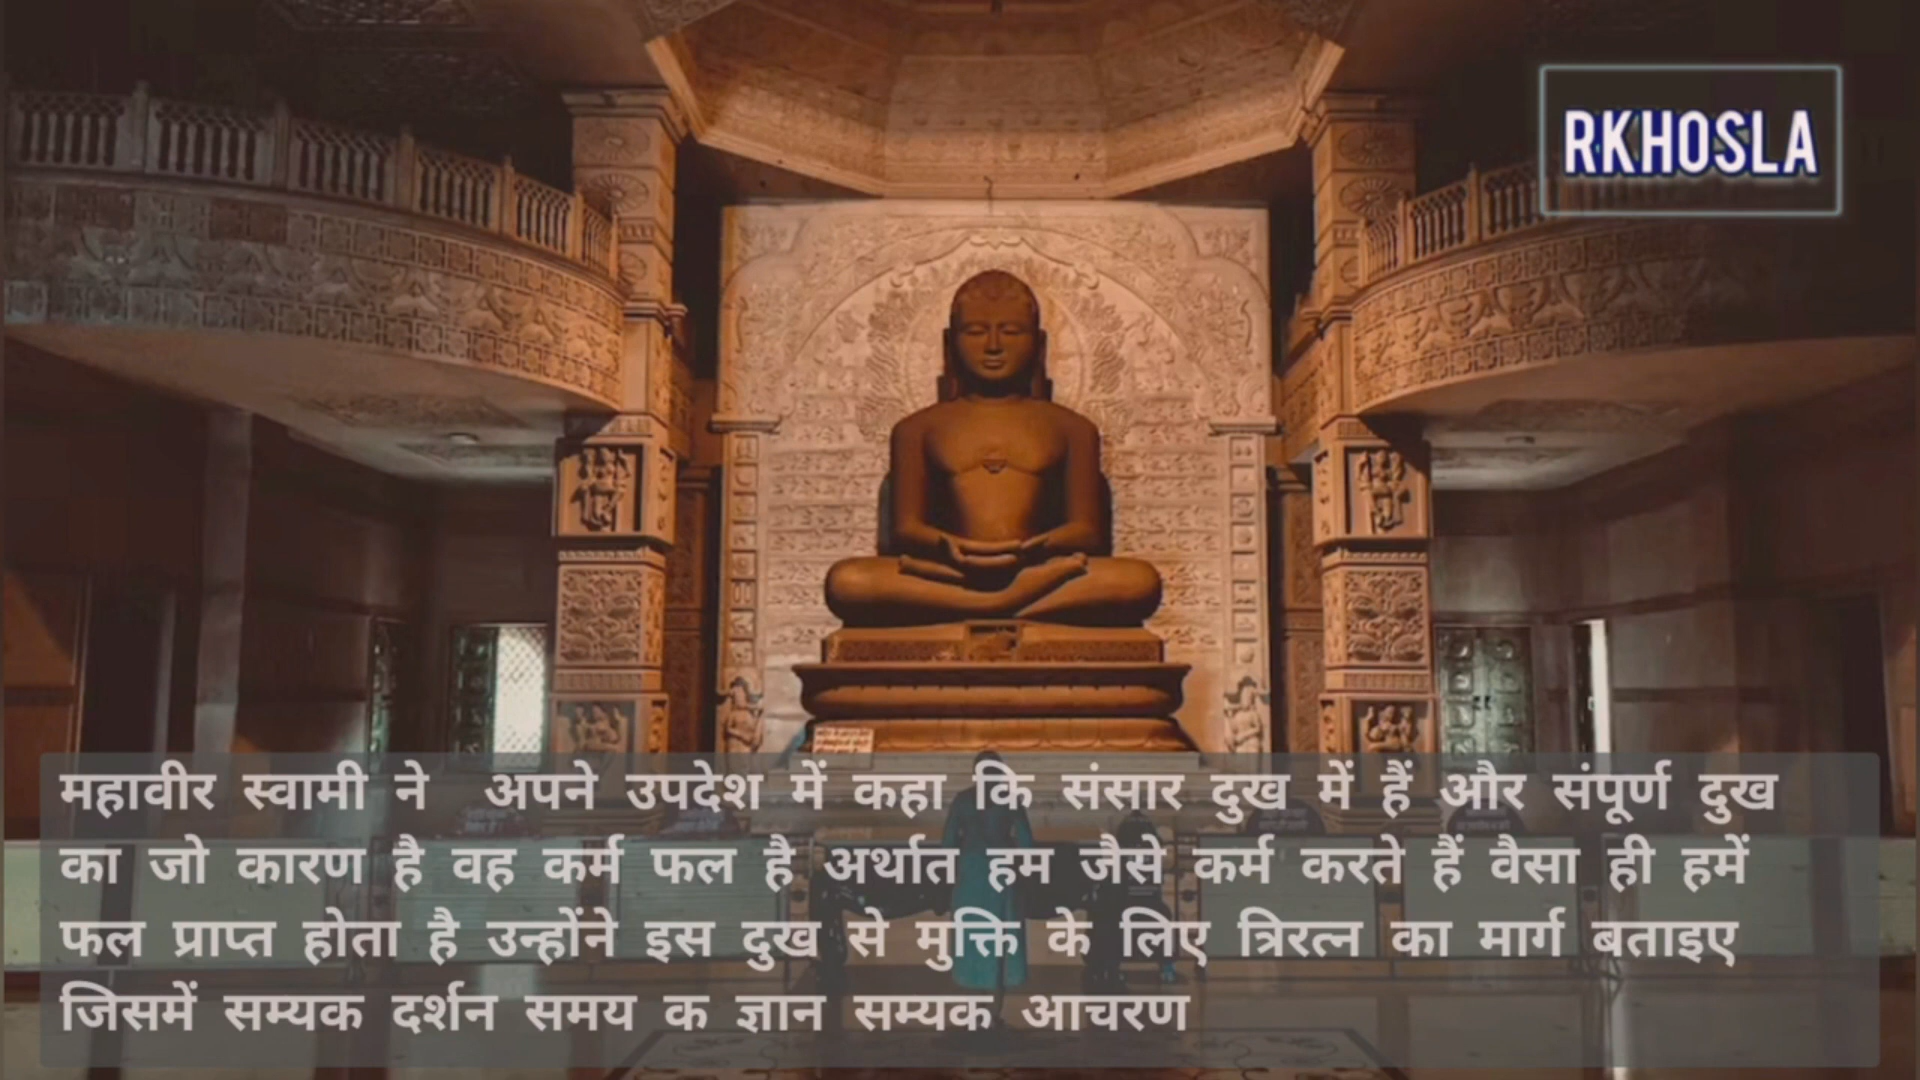 RKHOSLA
महावीर स्वामी ने अपने उपदेश में कहा कि संसार दुख में हैं और संपूर्ण दुख
का जो कारण है वह कर्म फल है अर्थात हम जैसे कर्म करते हैं वैसा ही हमें
फल प्राप्त होता है उन्होंने इस दुख से मुक्ति के लिए त्रिरत्न का मार्ग बताइए
जिसमें सम्यक दर्शन समय क ज्ञान सम्यक आचरण